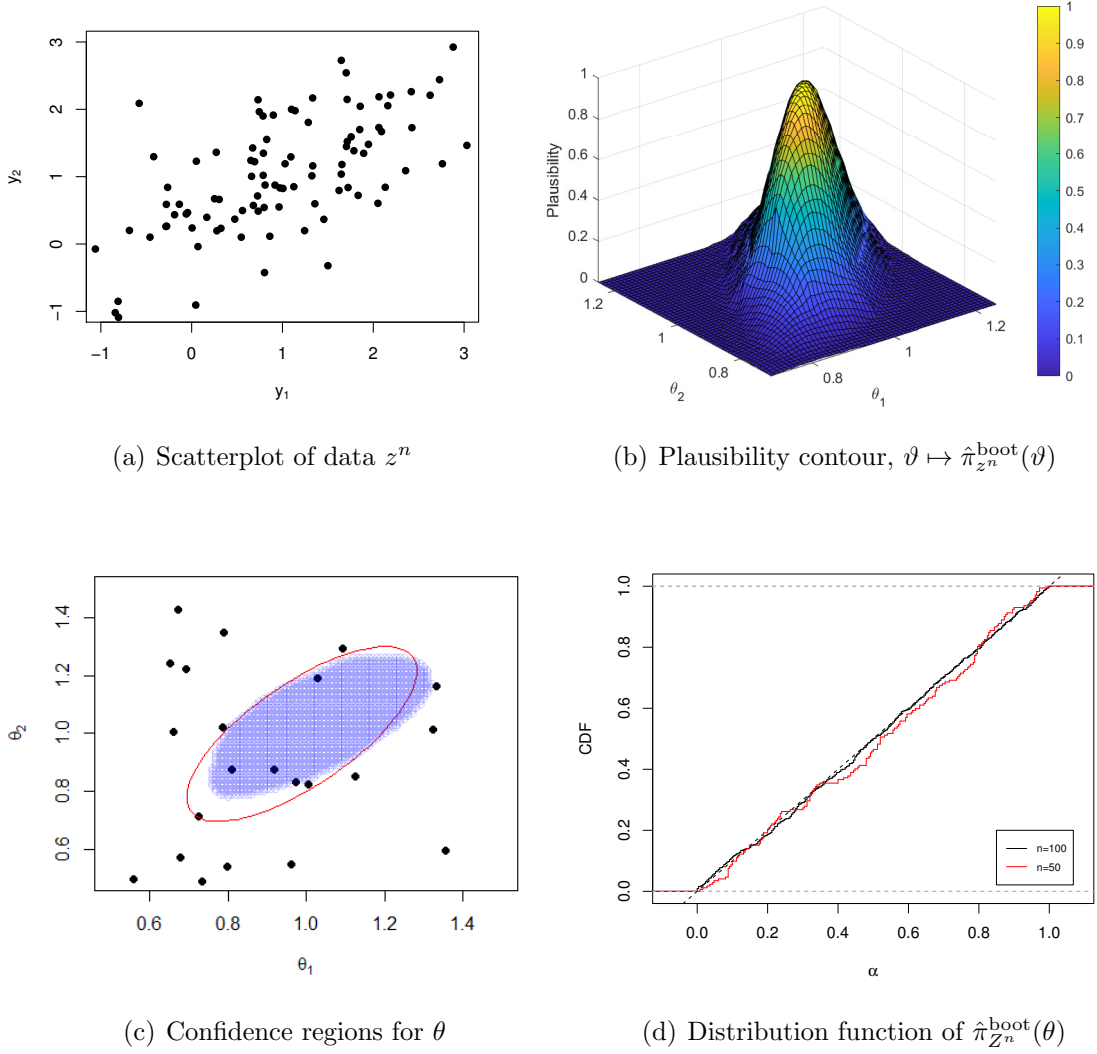 3
2
1
0
−1
y2
−1 0 1 2 3
y1
(a) Scatterplot of data z^n
1
0.8
0.6
0.4
0.2
0
Plausibility
1.2
1
0.8
θ2
0.8
1
1.2
θ1
1
0.9
0.8
0.7
0.6
0.5
0.4
0.3
0.2
0.1
0
(b) Plausibility contour, ϑ ↦ π̂^boot_{z^n}(ϑ)
1.4
1.2
1.0
0.8
0.6
θ2
0.6 0.8 1.0 1.2 1.4
θ1
(c) Confidence regions for θ
1.0
0.8
0.6
0.4
0.2
0.0
CDF
n=100
n=50
0.0 0.2 0.4 0.6 0.8 1.0
α
(d) Distribution function of π̂^boot_{Z^n}(θ)